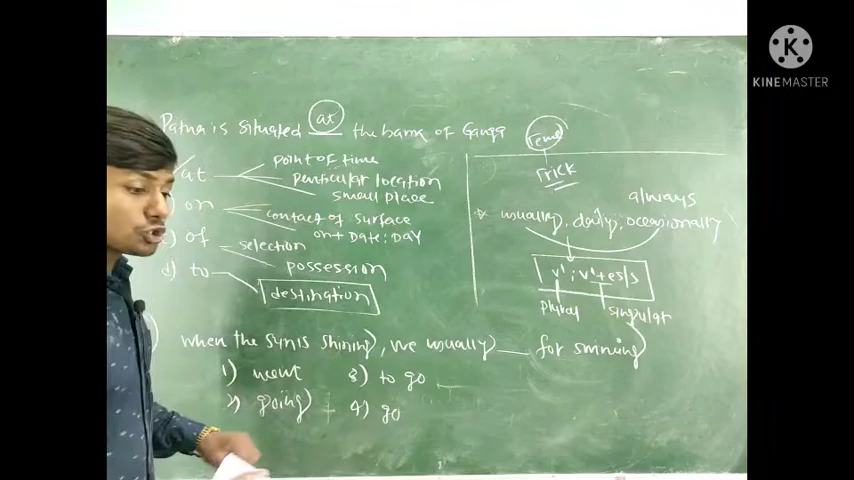 Patna is situated at the bank of Ganga
at point of time
particular location
small place
on contact of surface
on + Date; Day
of = selection
possession
d) to destination
Tense
Trick
always
* usually, daily, occasionally
v¹; v¹+es/s
plural singular
when the sun is shining, we usually __ for swimming
1) went 3) to go
2) going 4) go
K
KINEMASTER